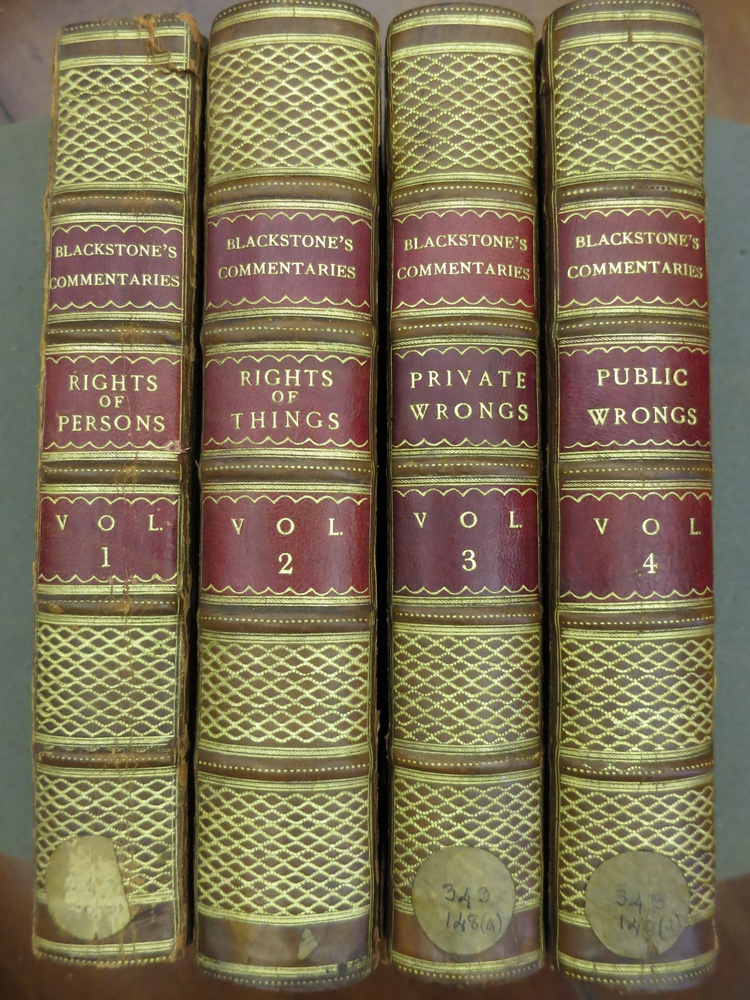 BLACKSTONE'S
COMMENTARIES
RIGHTS
OF
PERSONS
VOL.
1
BLACKSTONE'S
COMMENTARIES
RIGHTS
OF
THINGS
VOL.
2
BLACKSTONE'S
COMMENTARIES
PRIVATE
WRONGS
VOL.
3
343
148(a)
BLACKSTONE'S
COMMENTARIES
PUBLIC
WRONGS
VOL.
4